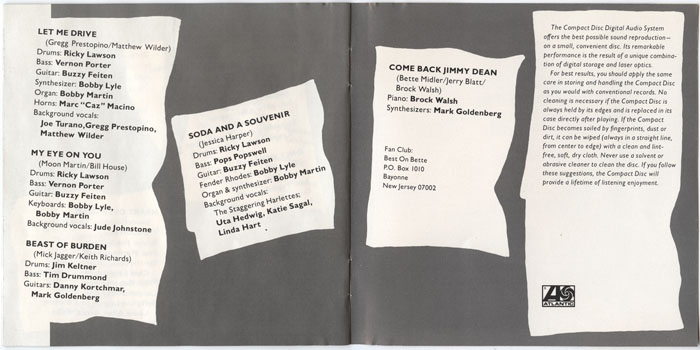 LET ME DRIVE
(Gregg Prestopino/Matthew Wilder)
Drums: Ricky Lawson
Bass: Vernon Porter
Guitar: Buzzy Feiten
Synthesizer: Bobby Lyle
Organ: Bobby Martin
Horns: Marc "Caz" Macino
Background vocals:
Joe Turano,Gregg Prestopino,
Matthew Wilder
MY EYE ON YOU
(Moon Martin/Bill House)
Drums: Ricky Lawson
Bass: Vernon Porter
Guitar: Buzzy Feiten
Keyboards: Bobby Lyle,
Bobby Martin
Background vocals: Jude Johnstone
BEAST OF BURDEN
(Mick Jagger/Keith Richards)
Drums: Jim Keltner
Bass: Tim Drummond
Guitars: Danny Kortchmar,
Mark Goldenberg
SODA AND A SOUVENIR
(Jessica Harper)
Drums: Ricky Lawson
Bass: Pops Popswell
Guitar: Buzzy Feiten
Fender Rhodes: Bobby Lyle
Organ & synthesizer: Bobby Martin
Background vocals:
The Staggering Harlettes:
Uta Hedwig, Katie Sagal,
Linda Hart
COME BACK JIMMY DEAN
(Bette Midler/Jerry Blatt/
Brock Walsh)
Piano: Brock Walsh
Synthesizers: Mark Goldenberg
Fan Club:
Best On Bette
P.O. Box 1010
Bayonne
New Jersey 07002
The Compact Disc Digital Audio System
offers the best possible sound reproduction—
on a small, convenient disc. Its remarkable
performance is the result of a unique combina-
tion of digital storage and laser optics.
For best results, you should apply the same
care in storing and handling the Compact Disc
as you would with conventional records. No
cleaning is necessary if the Compact Disc is
always held by its edges and is replaced in its
case directly after playing. If the Compact
Disc becomes soiled by fingerprints, dust or
dirt, it can be wiped (always in a straight line,
from center to edge) with a clean and lint-
free, soft, dry cloth. Never use a solvent or
abrasive cleaner to clean the disc. If you follow
these suggestions, the Compact Disc will
provide a lifetime of listening enjoyment.
ATLANTIC